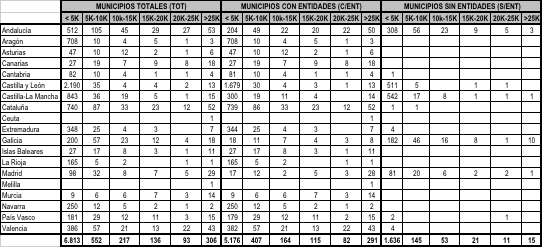 MUNICIPIOS TOTALES (TOT) MUNICIPIOS CON ENTIDADES (C/ENT) MUNICIPIOS SIN ENTIDADES (S/ENT)
< 5K 5K-10K 10k-15K 15K-20K 20K-25K >25K < 5K 5K-10K 10k-15K 15K-20K 20K-25K >25K < 5K 5K-10K 10k-15K 15K-20K 20K-25K >25K
Andalucía 512 105 45 29 27 53 204 49 22 20 22 50 308 56 23 9 5 3
Aragón 708 10 4 5 1 3 708 10 4 5 1 3
Asturias 47 10 12 2 1 6 47 10 12 2 1 6
Canarias 27 19 7 9 8 18 27 19 7 9 8 18
Cantabria 82 10 4 1 1 4 81 10 4 1 1 4 1
Castilla y León 2.190 35 4 4 2 13 1.679 30 4 3 1 13 511 5 1 1
Castilla-La Mancha 843 36 19 5 1 15 300 19 11 4 14 542 17 8 1 1 1
Cataluña 740 87 33 23 12 52 739 86 33 23 12 52 1 1
Ceuta 1 1
Extremadura 348 25 4 3 7 344 25 4 3 7 4
Galicia 200 57 23 12 4 18 18 11 7 4 3 8 182 46 16 8 1 10
Islas Baleares 27 17 8 3 1 11 27 17 8 3 1 11
La Rioja 165 5 2 1 1 165 5 2 1 1
Madrid 98 32 8 7 5 29 17 12 2 5 3 28 81 20 6 2 2 1
Melilla 1 1
Murcia 9 6 6 7 3 14 9 6 6 7 3 14
Navarra 250 12 5 2 1 2 250 12 5 2 1 2
País Vasco 181 29 12 11 3 15 179 29 12 11 2 15 2 1
Valencia 386 57 21 13 22 43 382 57 21 13 22 43 4
6.813 552 217 136 93 306 5.176 407 164 115 82 291 1.636 145 53 21 11 15